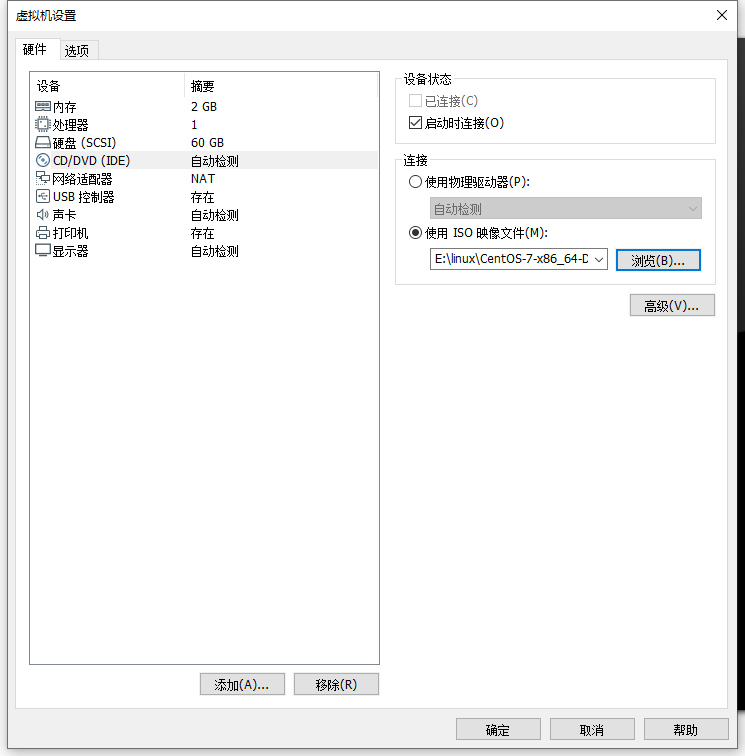 虚拟机设置
硬件 选项
设备 摘要
内存 2 GB
处理器 1
硬盘 (SCSI) 60 GB
CD/DVD (IDE) 自动检测
网络适配器 NAT
USB 控制器 存在
声卡 自动检测
打印机 存在
显示器 自动检测
添加(A)... 移除(R)
设备状态
已连接(C)
启动时连接(O)
连接
使用物理驱动器(P):
自动检测
使用 ISO 映像文件(M):
E:\linux\CentOS-7-x86_64-D 浏览(B)...
高级(V)...
确定 取消 帮助